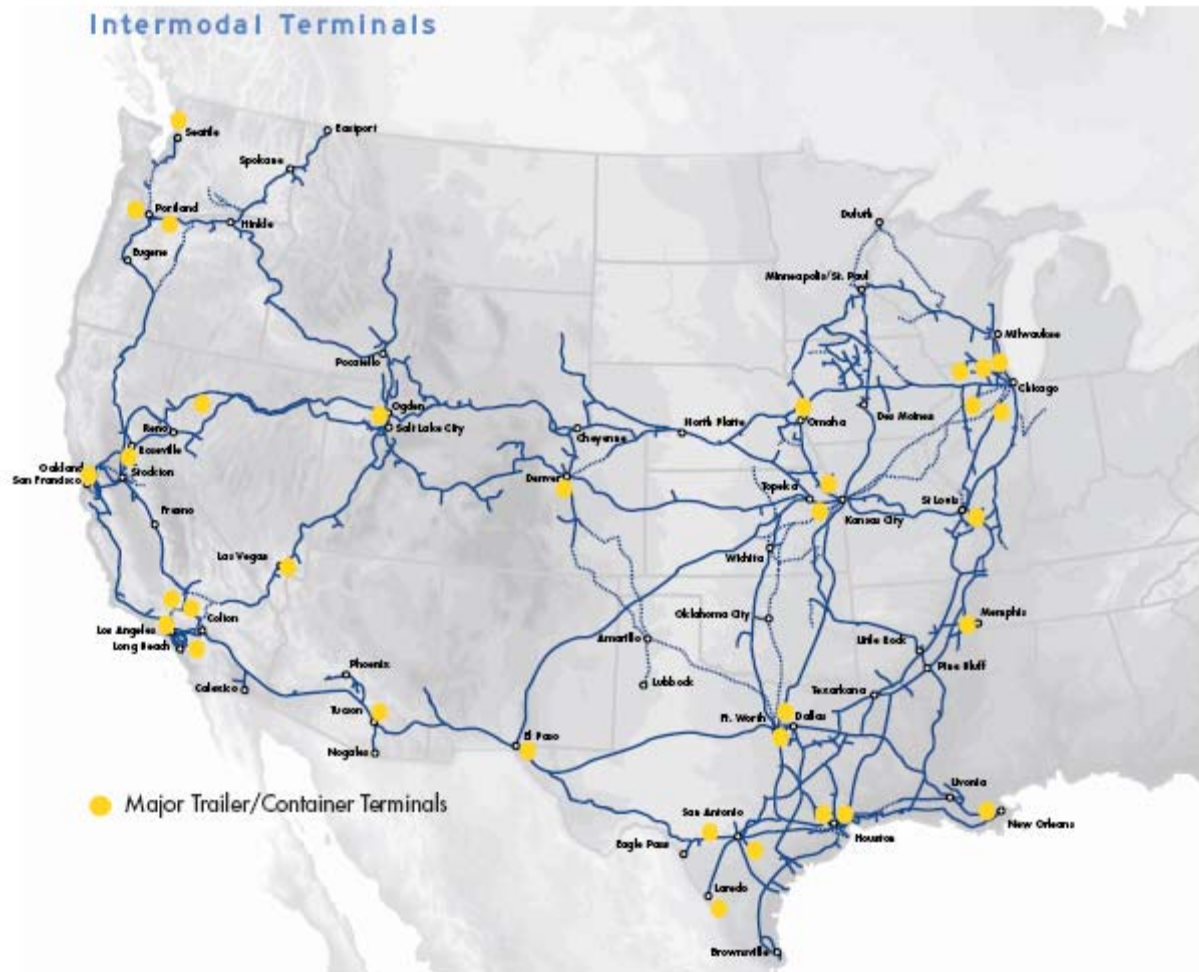 Intermodal Terminals
Seattle
Eastport
Spokane
Portland
Hinkle
Eugene
Duluth
Minneapolis/St. Paul
Milwaukee
Pocatello
Chicago
Ogden
Reno
Salt Lake City
Cheyenne
North Platte
Omaha
Des Moines
Roseville
Oakland
San Francisco
Stockton
Denver
Topeka
St Louis
Fresno
Kansas City
Las Vegas
Wichita
Colton
Oklahoma City
Memphis
Los Angeles
Long Beach
Amarillo
Little Rock
Phoenix
Pine Bluff
Calexico
Lubbock
Texarkana
Tucson
Ft. Worth
Dallas
El Paso
Nogales
Livonia
Major Trailer/Container Terminals
San Antonio
New Orleans
Eagle Pass
Houston
Laredo
Brownsville